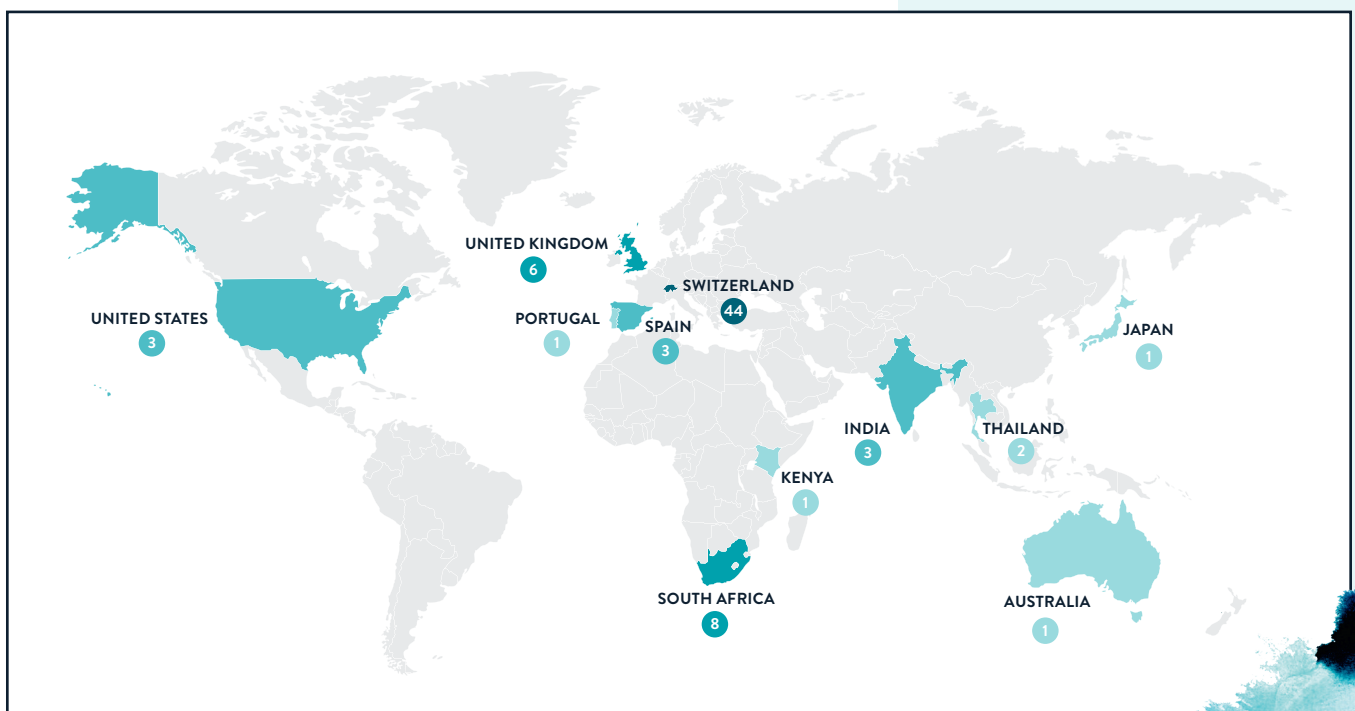 UNITED KINGDOM
6
SWITZERLAND
44
UNITED STATES
3
PORTUGAL
1
SPAIN
3
JAPAN
1
INDIA
3
THAILAND
2
KENYA
1
SOUTH AFRICA
8
AUSTRALIA
1